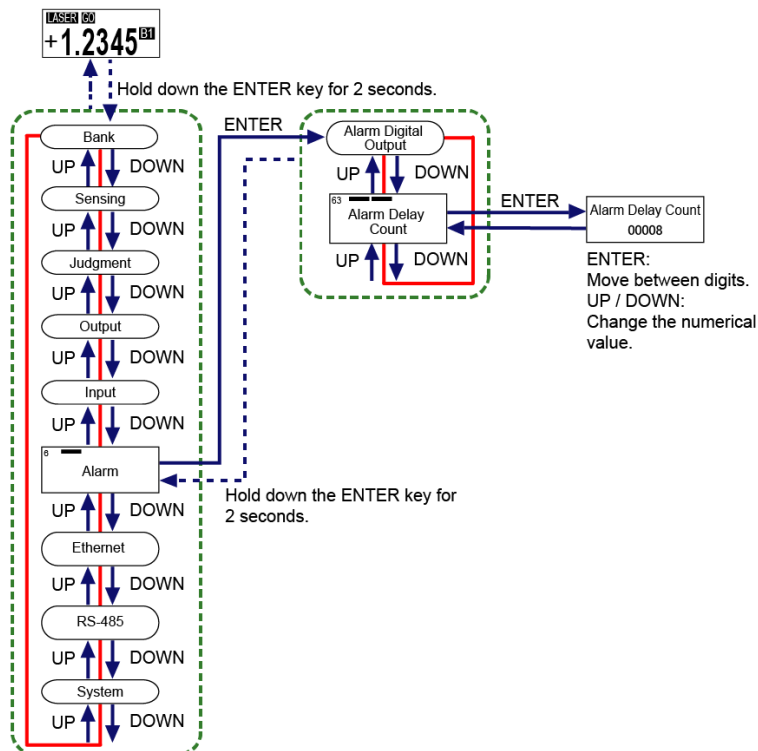 LASER GO
+1.2345 B1
Hold down the ENTER key for 2 seconds.
Bank
UP DOWN
Sensing
UP DOWN
Judgment
UP DOWN
Output
UP DOWN
Input
UP DOWN
6
Alarm
UP DOWN
Ethernet
UP DOWN
RS-485
UP DOWN
System
UP DOWN
ENTER
Alarm Digital
Output
UP DOWN
63
Alarm Delay
Count
UP DOWN
Hold down the ENTER key for
2 seconds.
ENTER
Alarm Delay Count
00008
ENTER:
Move between digits.
UP / DOWN:
Change the numerical
value.